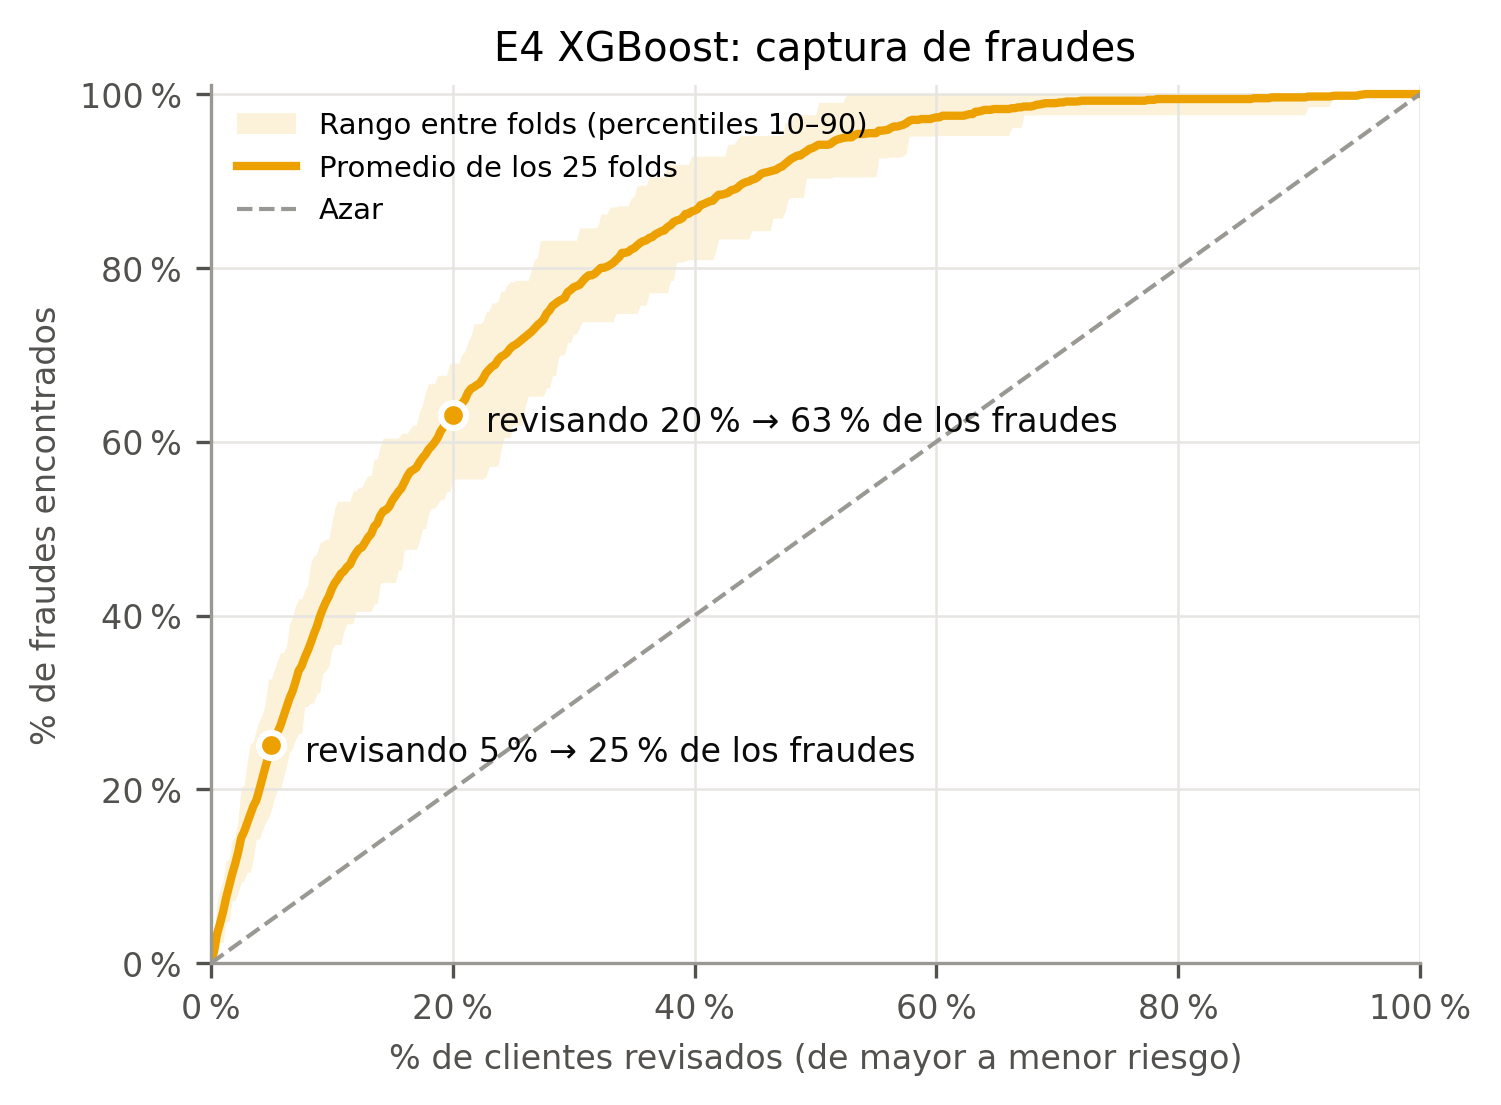 E4 XGBoost: captura de fraudes
100 %
80 %
60 %
40 %
20 %
0 %
% de fraudes encontrados
Rango entre folds (percentiles 10–90)
Promedio de los 25 folds
Azar
revisando 20 % → 63 % de los fraudes
revisando 5 % → 25 % de los fraudes
0 % 20 % 40 % 60 % 80 % 100 %
% de clientes revisados (de mayor a menor riesgo)